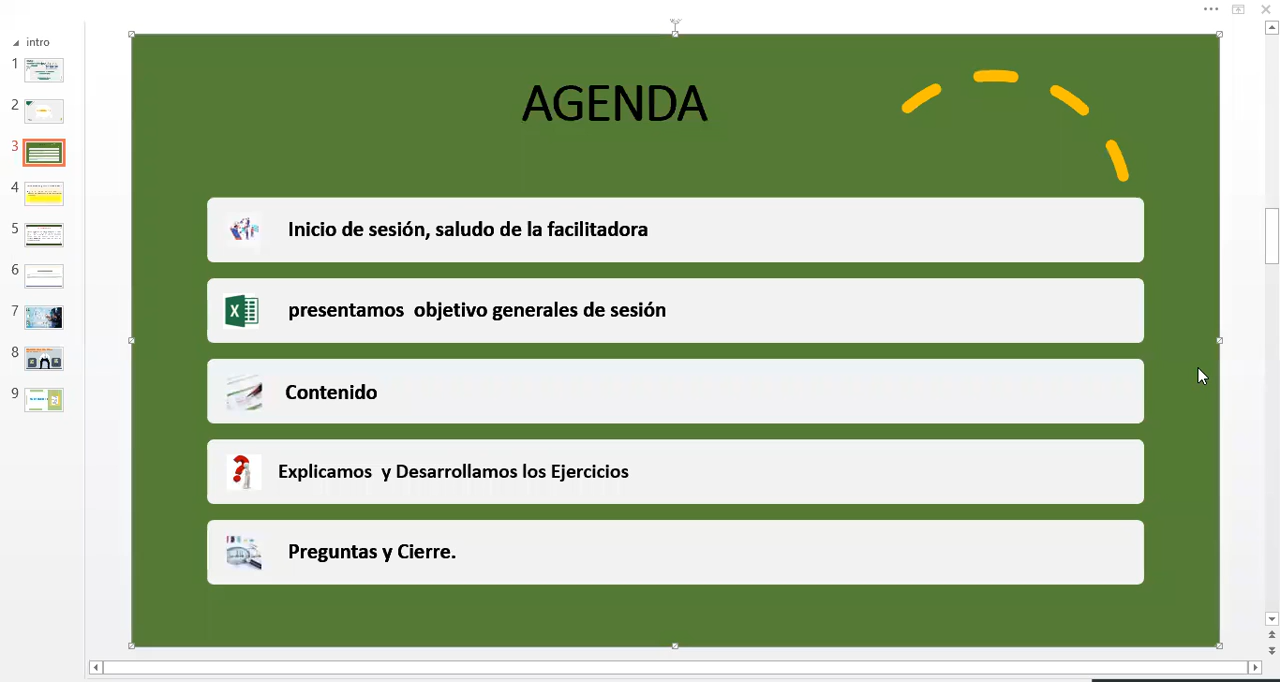 intro
1
2
3
4
5
6
7
8
9
AGENDA
Inicio de sesión, saludo de la facilitadora
presentamos  objetivo generales de sesión
Contenido
Explicamos  y Desarrollamos los Ejercicios
Preguntas y Cierre.